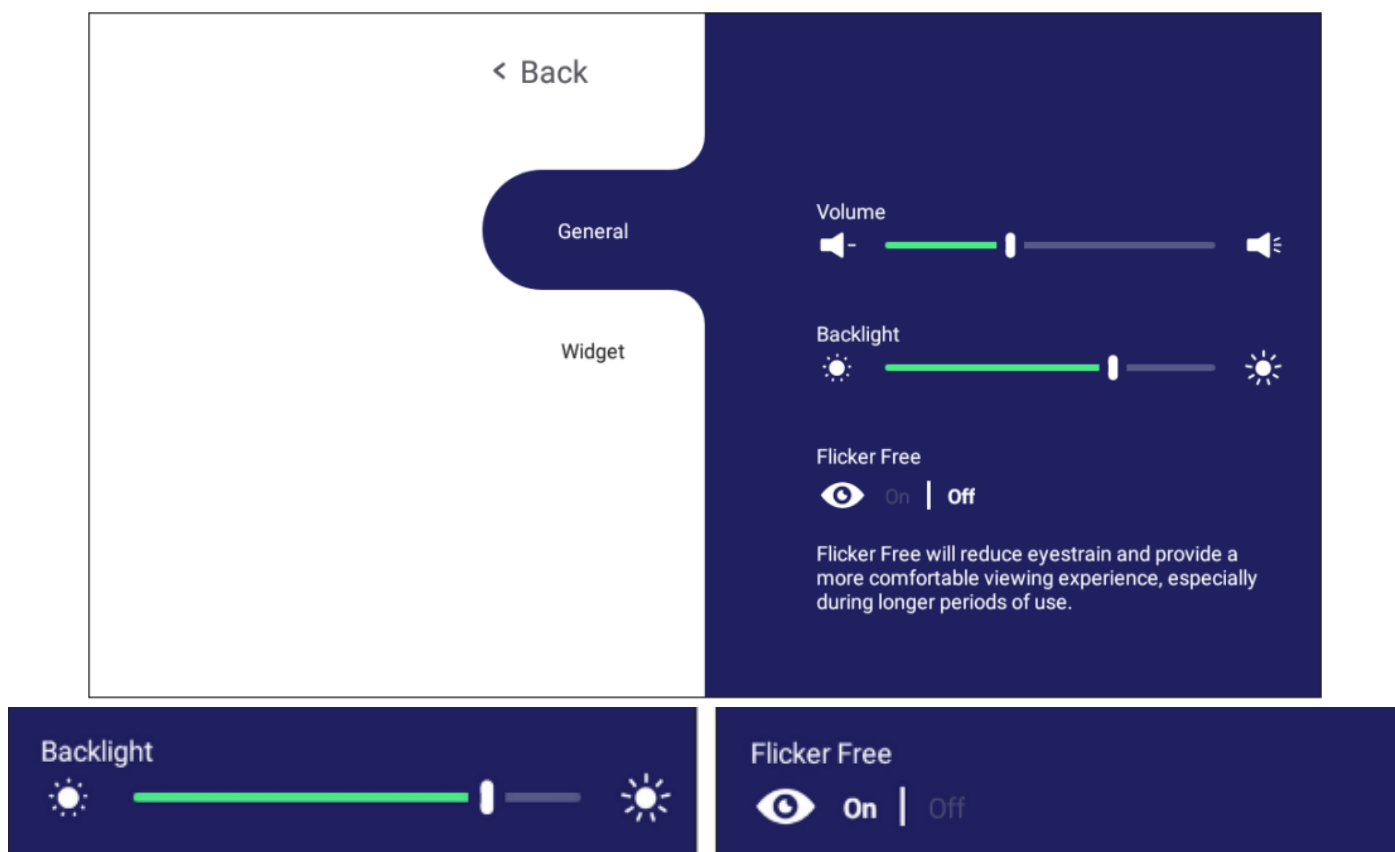 < Back
General
Widget
Volume
Backlight
Flicker Free
On | Off
Flicker Free will reduce eyestrain and provide a
more comfortable viewing experience, especially
during longer periods of use.
Backlight
Flicker Free
On | Off